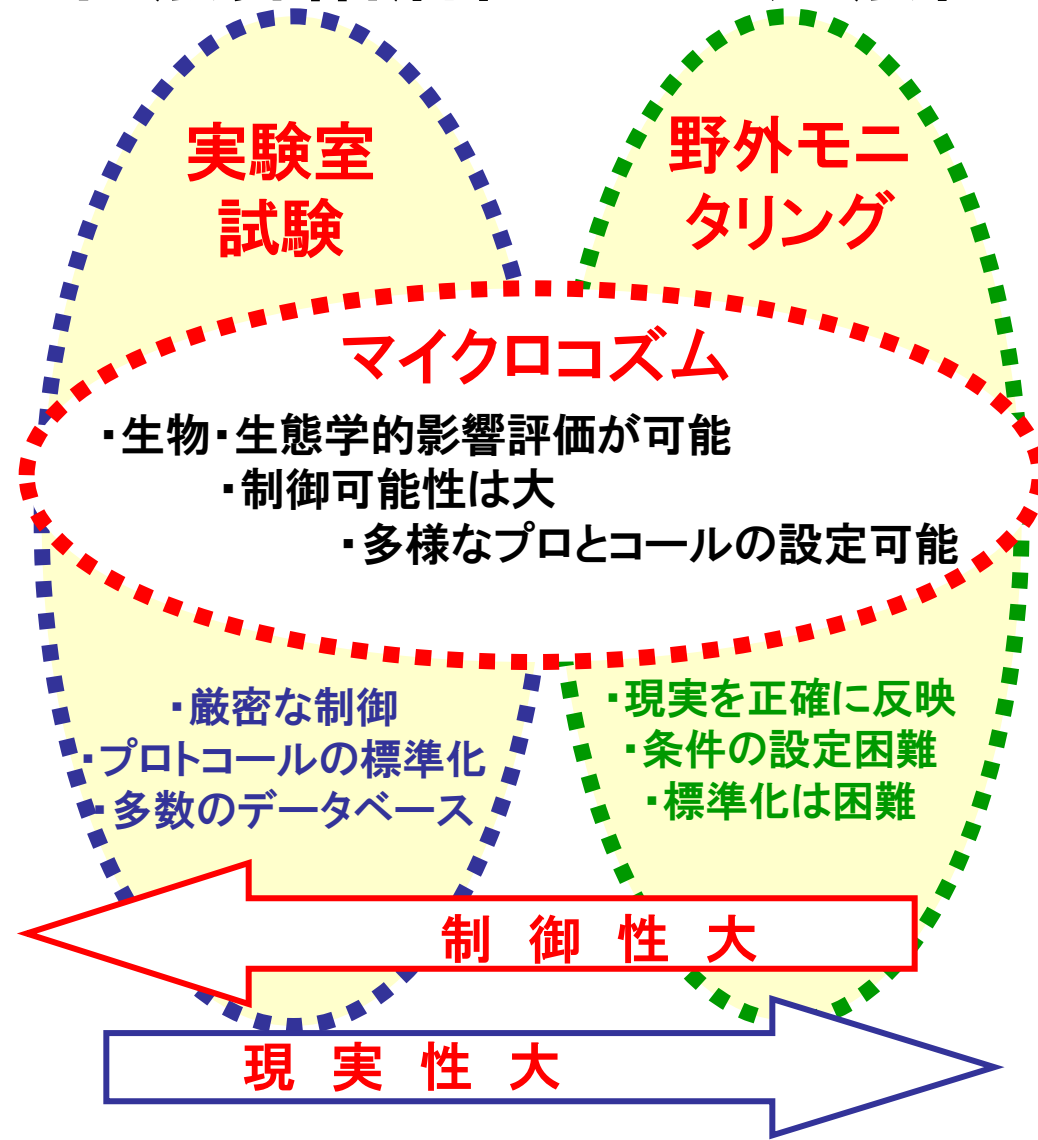 実験室
試験
野外モニ
タリング
マイクロコズム
・生物・生態学的影響評価が可能
・制御可能性は大
・多様なプロとコールの設定可能
・厳密な制御
・プロトコールの標準化
・多数のデータベース
・現実を正確に反映
・条件の設定困難
・標準化は困難
制 御 性 大
現 実 性 大